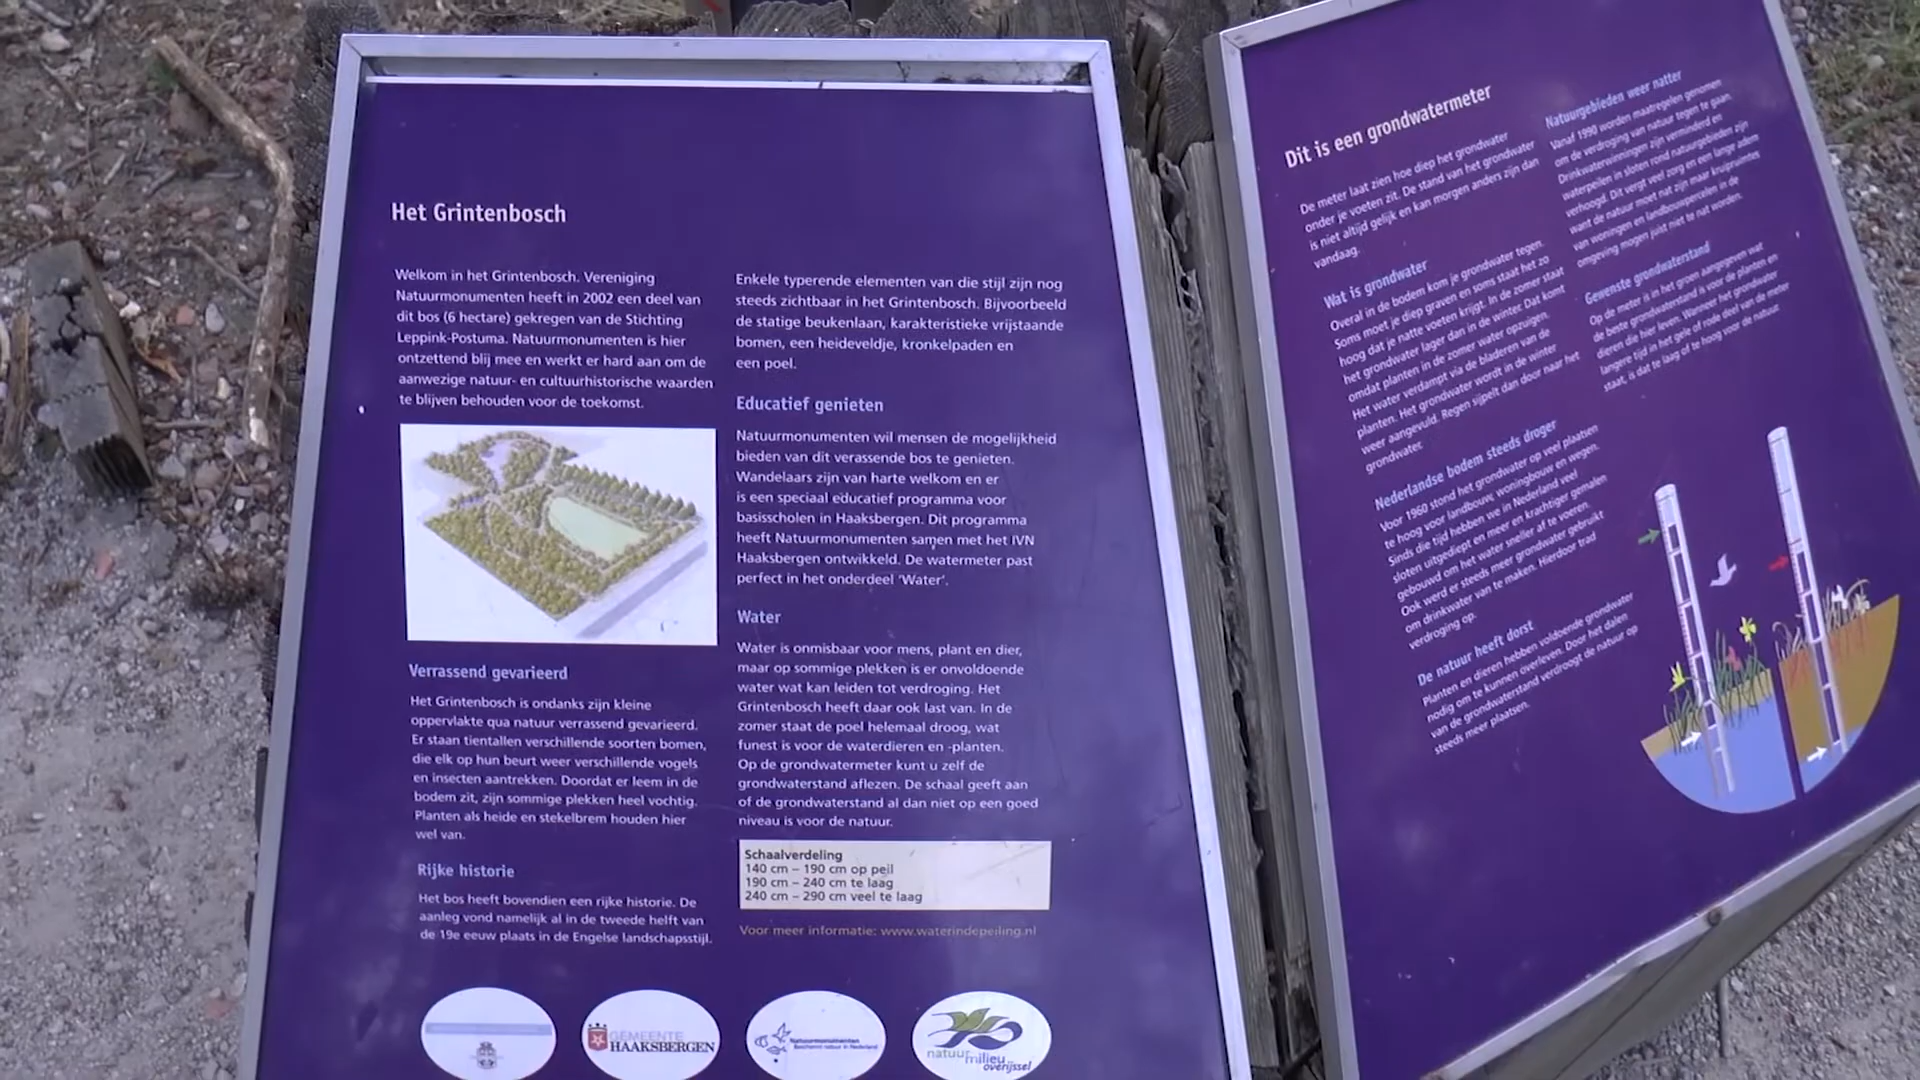 Het Grintenbosch
Welkom in het Grintenbosch. Vereniging
Natuurmonumenten heeft in 2002 een deel van
dit bos (6 hectare) gekregen van de Stichting
Leppink-Postuma. Natuurmonumenten is hier
ontzettend blij mee en werkt er hard aan om de
aanwezige natuur- en cultuurhistorische waarden
te blijven behouden voor de toekomst.
Verrassend gevarieerd
Het Grintenbosch is ondanks zijn kleine
oppervlakte qua natuur verrassend gevarieerd.
Er staan tientallen verschillende soorten bomen,
die elk op hun beurt weer verschillende vogels
en insecten aantrekken. Doordat er leem in de
bodem zit, zijn sommige plekken heel vochtig.
Planten als heide en stekelbrem houden hier
wel van.
Rijke historie
Het bos heeft bovendien een rijke historie. De
aanleg vond namelijk al in de tweede helft van
de 19e eeuw plaats in de Engelse landschapsstijl.
Enkele typerende elementen van die stijl zijn nog
steeds zichtbaar in het Grintenbosch. Bijvoorbeeld
de statige beukenlaan, karakteristieke vrijstaande
bomen, een heideveldje, kronkelpaden en
een poel.
Educatief genieten
Natuurmonumenten wil mensen de mogelijkheid
bieden van dit verassende bos te genieten.
Wandelaars zijn van harte welkom en er
is een speciaal educatief programma voor
basisscholen in Haaksbergen. Dit programma
heeft Natuurmonumenten samen met het IVN
Haaksbergen ontwikkeld. De watermeter past
perfect in het onderdeel 'Water'.
Water
Water is onmisbaar voor mens, plant en dier,
maar op sommige plekken is er onvoldoende
water wat kan leiden tot verdroging. Het
Grintenbosch heeft daar ook last van. In de
zomer staat de poel helemaal droog, wat
funest is voor de waterdieren en -planten.
Op de grondwatermeter kunt u zelf de
grondwaterstand aflezen. De schaal geeft aan
of de grondwaterstand al dan niet op een goed
niveau is voor de natuur.
Schaalverdeling
140 cm – 190 cm op peil
190 cm – 240 cm te laag
240 cm – 290 cm veel te laag
Voor meer informatie: www.waterindepeiling.nl
GEMEENTE
HAAKSBERGEN
Natuurmonumenten
Beschermt natuur in Nederland
natuur
milieu
overijssel
Dit is een grondwatermeter
De meter laat zien hoe diep het grondwater
onder je voeten zit. De stand van het grondwater
is niet altijd gelijk en kan morgen anders zijn dan
vandaag.
Wat is grondwater
Overal in de bodem kom je grondwater tegen.
Soms moet je diep graven en soms staat het zo
hoog dat je natte voeten krijgt. In de zomer staat
het grondwater lager dan in de winter. Dat komt
omdat planten in de zomer water opzuigen.
Het water verdampt via de bladeren van de
planten. Het grondwater wordt in de winter
weer aangevuld. Regen sijpelt dan door naar het
grondwater.
Nederlandse bodem steeds droger
Voor 1960 stond het grondwater op veel plaatsen
te hoog voor landbouw, woningbouw en wegen.
Sinds die tijd hebben we in Nederland veel
sloten uitgediept en meer en krachtiger gemalen
gebouwd om het water sneller af te voeren.
Ook werd er steeds meer grondwater gebruikt
om drinkwater van te maken. Hierdoor trad
verdroging op.
De natuur heeft dorst
Planten en dieren hebben voldoende grondwater
nodig om te kunnen overleven. Door het dalen
van de grondwaterstand verdroogt de natuur op
steeds meer plaatsen.
Natuurgebieden weer natter
Vanaf 1990 worden maatregelen genomen
om de verdroging van natuur tegen te gaan.
Drinkwaterwinningen zijn verminderd en
waterpeilen in sloten rond natuurgebieden zijn
verhoogd. Dit vergt veel zorg en een lange adem
want de natuur moet nat zijn maar kruipruimtes
van woningen en landbouwpercelen in de
omgeving mogen juist niet te nat worden.
Gewenste grondwaterstand
Op de meter is in het groen aangegeven wat
de beste grondwaterstand is voor de planten en
dieren die hier leven. Wanneer het grondwater
langere tijd in het gele of rode deel van de meter
staat, is dat te laag of te hoog voor de natuur.